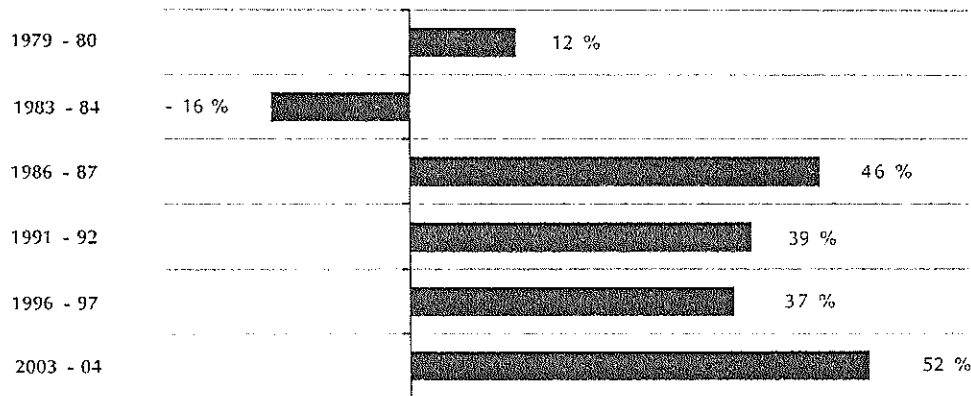 1979 - 80 12 %
1983 - 84 - 16 %
1986 - 87 46 %
1991 - 92 39 %
1996 - 97 37 %
2003 - 04 52 %